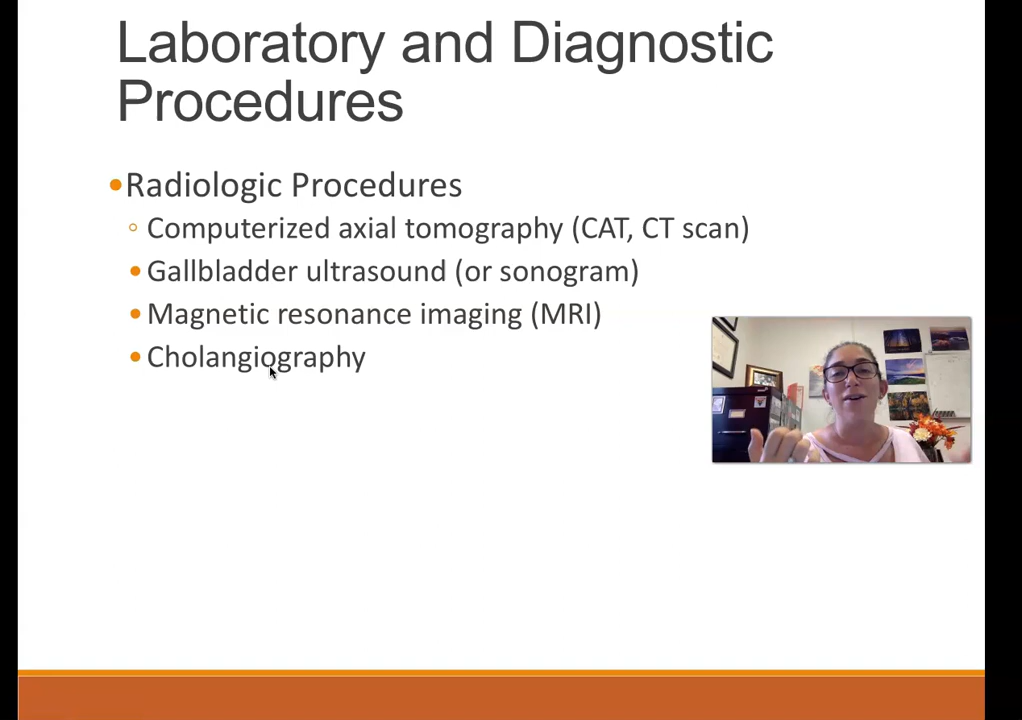 Laboratory and Diagnostic
Procedures
•Radiologic Procedures
◦ Computerized axial tomography (CAT, CT scan)
•Gallbladder ultrasound (or sonogram)
•Magnetic resonance imaging (MRI)
•Cholangiography